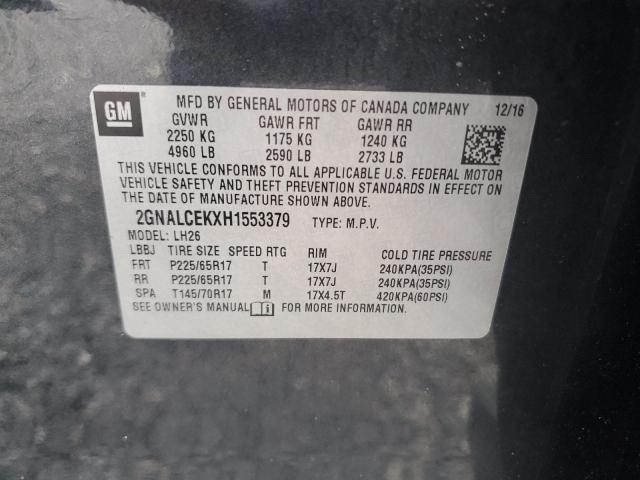 GM
MFD BY GENERAL MOTORS OF CANADA COMPANY 12/16
GVWR GAWR FRT GAWR RR
2250 KG 1175 KG 1240 KG
4960 LB 2590 LB 2733 LB
THIS VEHICLE CONFORMS TO ALL APPLICABLE U.S. FEDERAL MOTOR
VEHICLE SAFETY AND THEFT PREVENTION STANDARDS IN EFFECT ON
THE DATE OF MANUFACTURE SHOWN ABOVE.
2GNALCEKXH1553379 TYPE: M.P.V.
MODEL: LH26
LBBJ TIRE SIZE SPEED RTG RIM COLD TIRE PRESSURE
FRT P225/65R17 T 17X7J 240KPA(35PSI)
RR P225/65R17 T 17X7J 240KPA(35PSI)
SPA T145/70R17 M 17X4.5T 420KPA(60PSI)
SEE OWNER'S MANUAL FOR MORE INFORMATION.